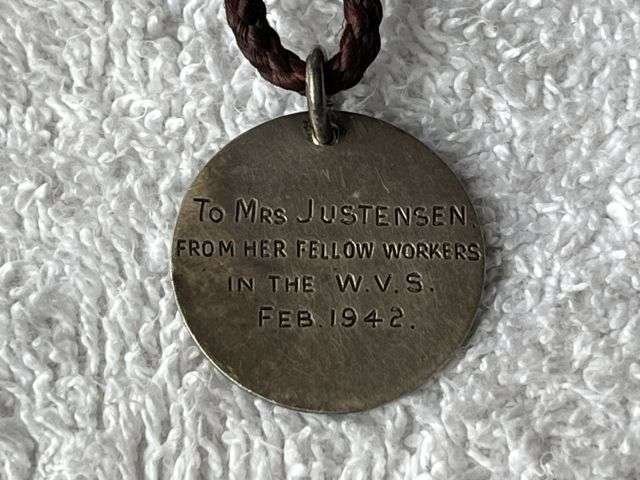 To Mrs Justensen.
FROM HER FELLOW WORKERS
IN THE W.V.S.
FEB. 1942.